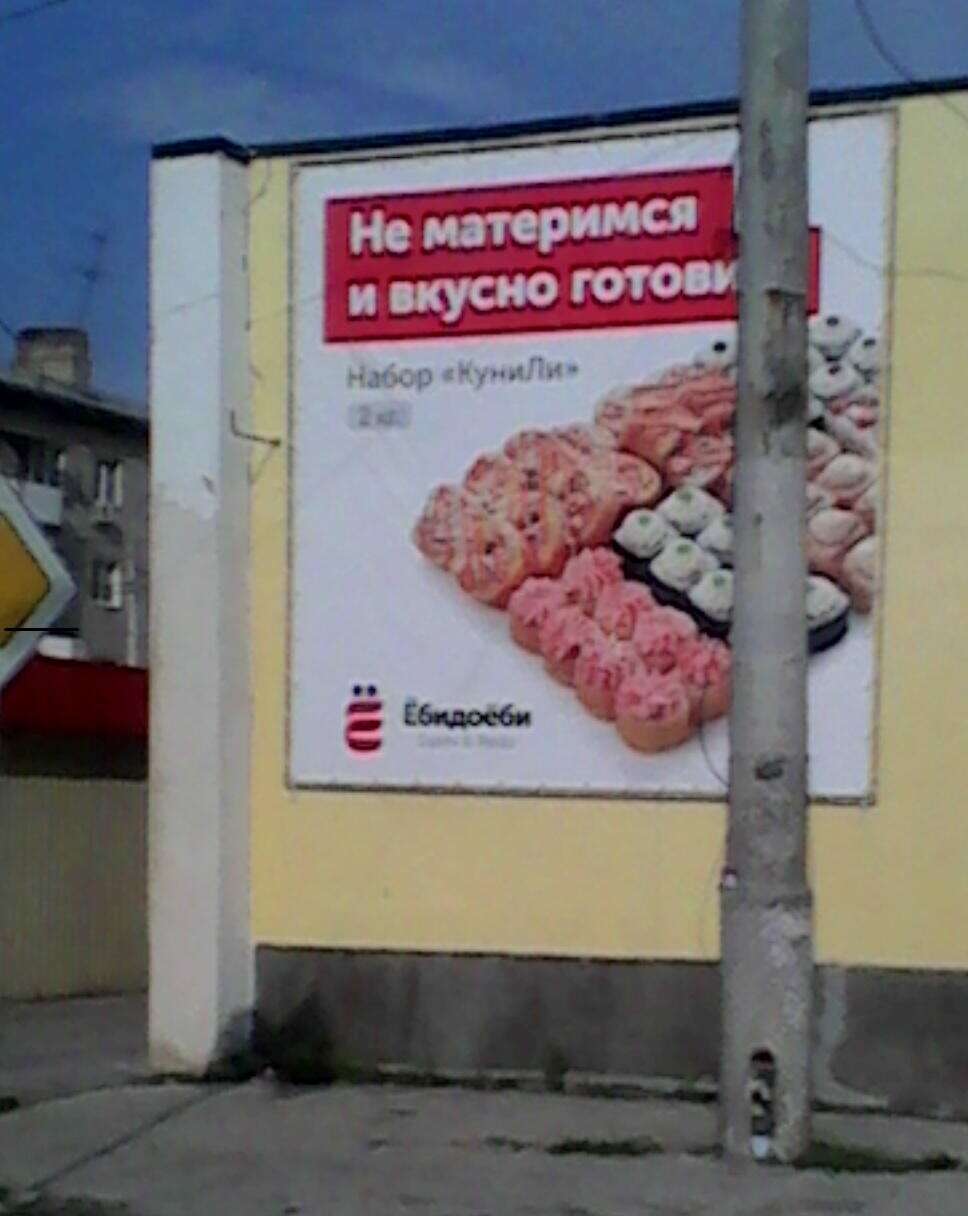 Не материмся
и вкусно готови
Набор «КуниЛи»
Ёбидоёби